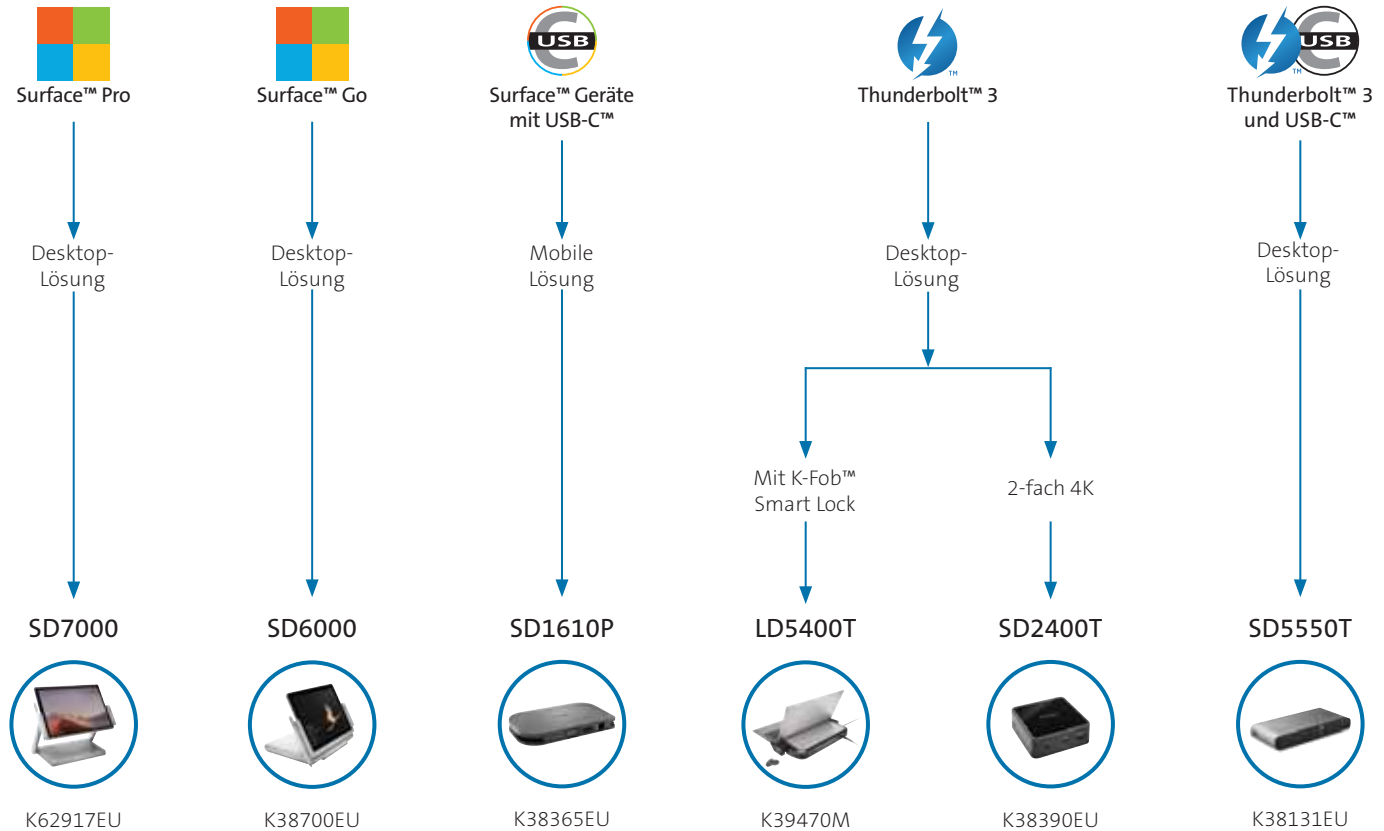 Surface™ Pro
Surface™ Go
USB
Surface™ Geräte
mit USB-C™
TM
Thunderbolt™ 3
TM
USB
Thunderbolt™ 3
und USB-C™
Desktop-
Lösung
Desktop-
Lösung
Mobile
Lösung
Desktop-
Lösung
Desktop-
Lösung
Mit K-Fob™
Smart Lock
2-fach 4K
SD7000
SD6000
SD1610P
LD5400T
SD2400T
SD5550T
K62917EU
K38700EU
K38365EU
K39470M
K38390EU
K38131EU